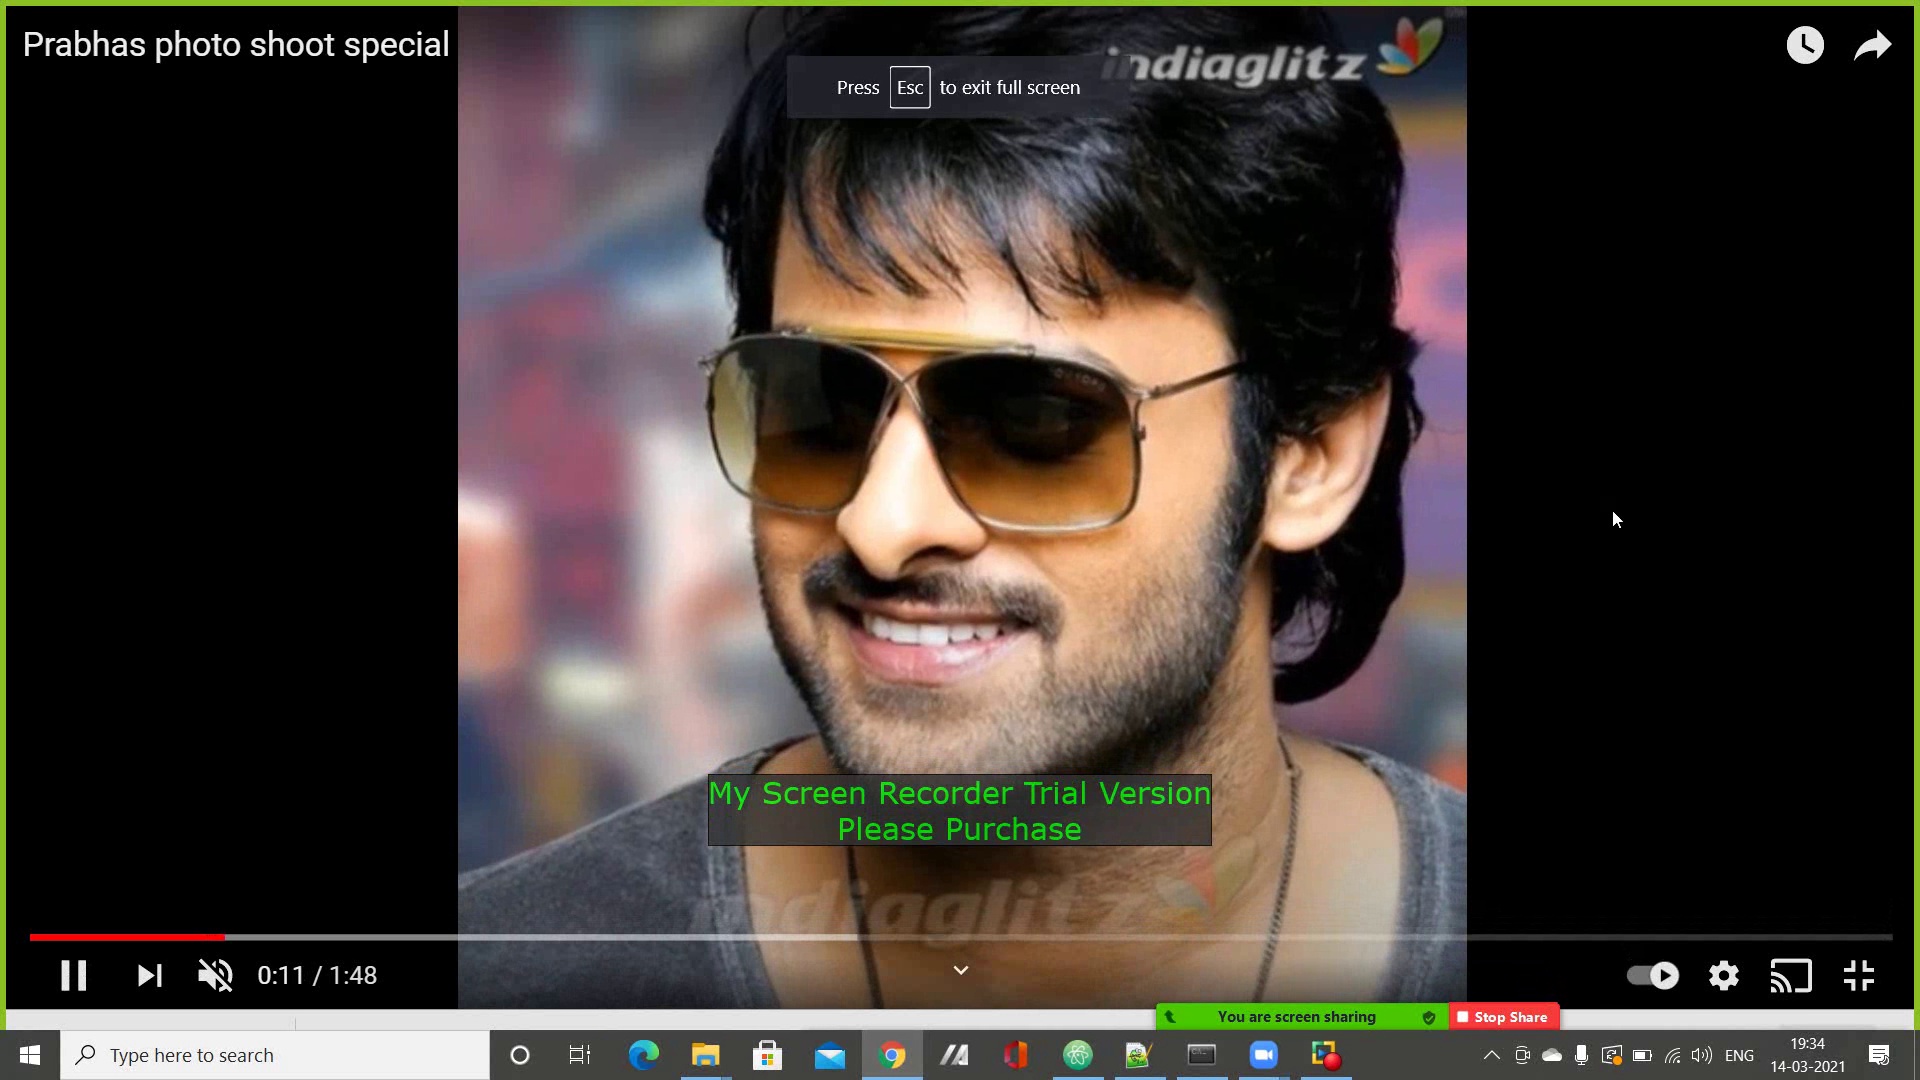 Prabhas photo shoot special
indiaglitz
Press Esc to exit full screen
My Screen Recorder Trial Version
Please Purchase
indiaglitz
0:11 / 1:48
You are screen sharing
Stop Share
Type here to search
ENG
19:34
14-03-2021